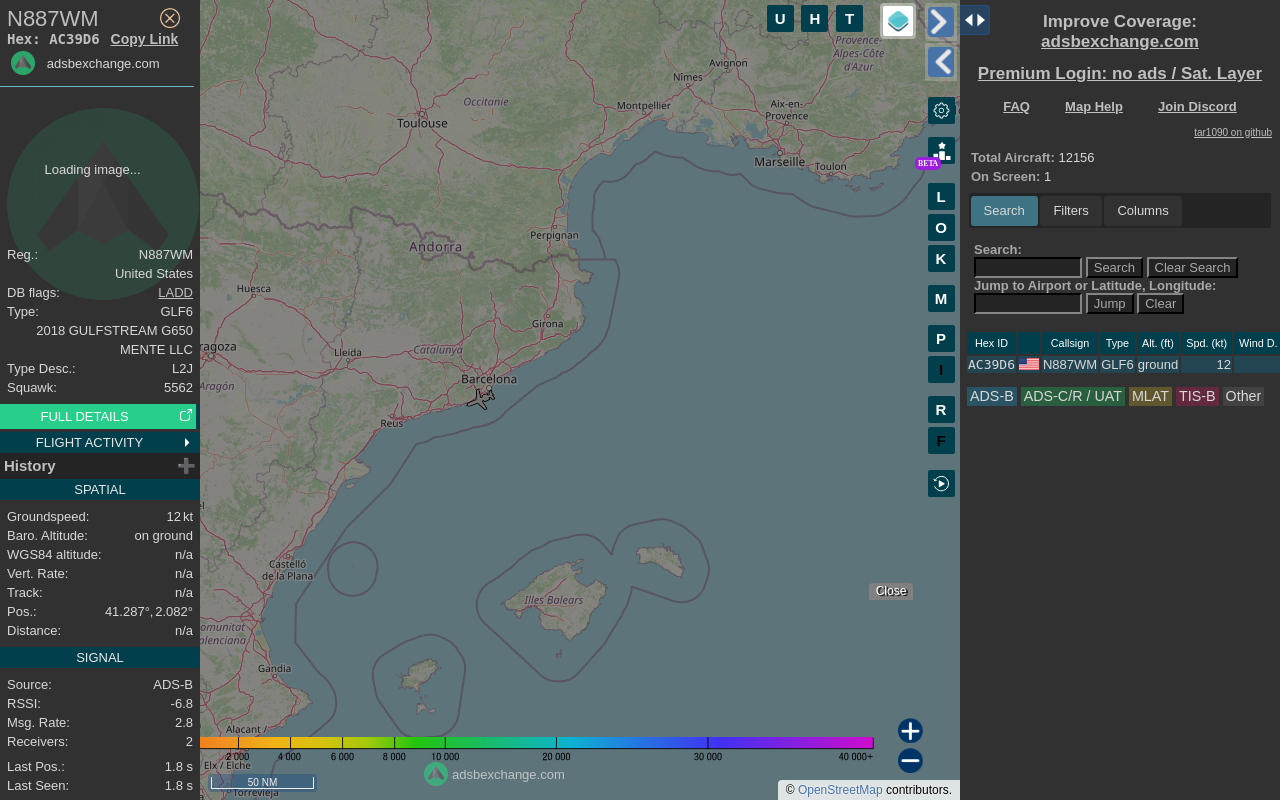 N887WM
Hex: AC39D6 Copy Link
adsbexchange.com
Loading image...
Reg.: N887WM
United States
DB flags: LADD
Type: GLF6
2018 GULFSTREAM G650
MENTE LLC
Type Desc.: L2J
Squawk: 5562
FULL DETAILS
FLIGHT ACTIVITY
History
SPATIAL
Groundspeed: 12 kt
Baro. Altitude: on ground
WGS84 altitude: n/a
Vert. Rate: n/a
Track: n/a
Pos.: 41.287°, 2.082°
Distance: n/a
SIGNAL
Source: ADS-B
RSSI: -6.8
Msg. Rate: 2.8
Receivers: 2
Last Pos.: 1.8 s
Last Seen: 1.8 s
U H T
Provence-
Alpes-Côte
d'Azur
Avignon
Nîmes
Occitanie
Montpellier
Aix-en-
Provence
Toulouse
Marseille
Toulon
BETA
L
O
K
M
P
I
R
F
Perpignan
Andorra
Huesca
Girona
ragoza
Lleida
Catalunya
Barcelona
Aragón
Reus
Castelló
de la Plana
Illes Balears
Close
omunitat
alenciana
Gandia
Alacant /
Elx / Elche
Torrevieja
2 000 4 000 6 000 8 000 10 000 20 000 30 000 40 000+
50 NM
adsbexchange.com
© OpenStreetMap contributors.
Improve Coverage:
adsbexchange.com
Premium Login: no ads / Sat. Layer
FAQ Map Help Join Discord
tar1090 on github
Total Aircraft: 12156
On Screen: 1
Search Filters Columns
Search:
Search Clear Search
Jump to Airport or Latitude, Longitude:
Jump Clear
Hex ID Callsign Type Alt. (ft) Spd. (kt) Wind D.
AC39D6 N887WM GLF6 ground 12
ADS-B ADS-C/R / UAT MLAT TIS-B Other